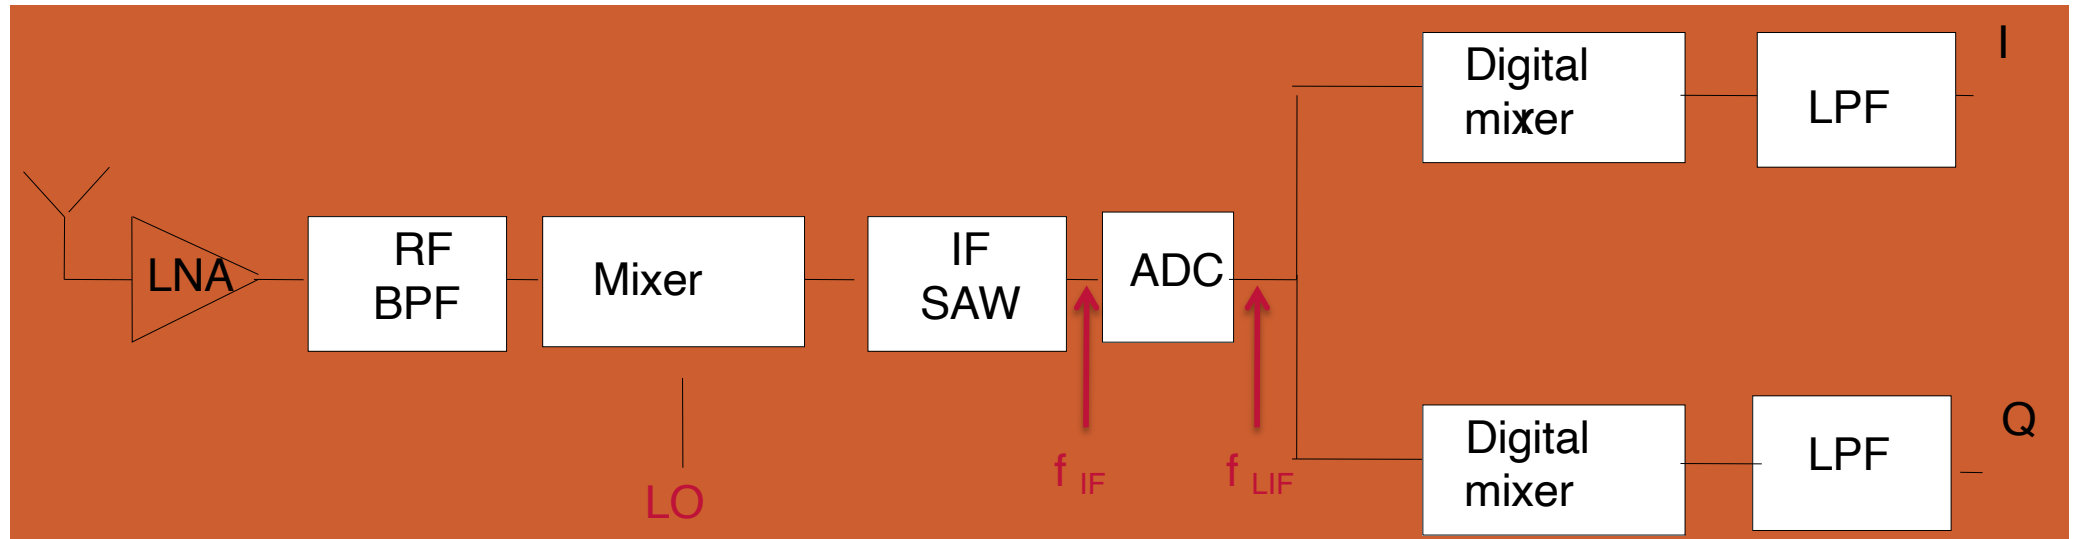 I
Digital
mixer
LPF
LNA
RF
BPF
Mixer
IF
SAW
ADC
f IF
f LIF
LO
Q
Digital
mixer
LPF